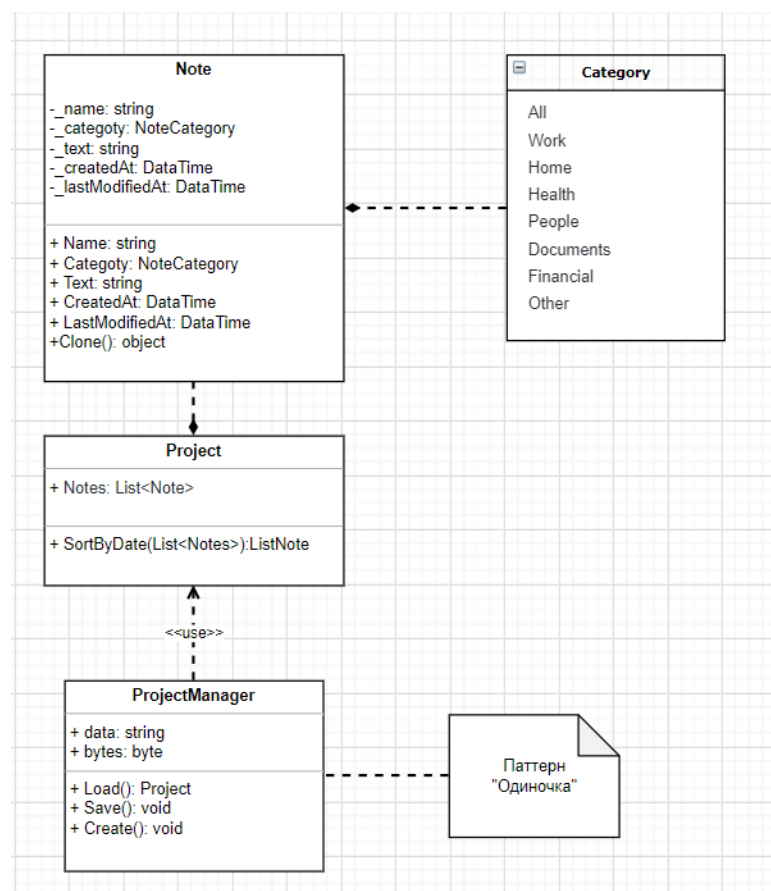 Note
-_name: string
-_categoty: NoteCategory
-_text: string
-_createdAt: DataTime
-_lastModifiedAt: DataTime
+ Name: string
+ Categoty: NoteCategory
+ Text: string
+ CreatedAt: DataTime
+ LastModifiedAt: DataTime
+Clone(): object
Category
All
Work
Home
Health
People
Documents
Financial
Other
Project
+ Notes: List<Note>
+ SortByDate(List<Notes>):ListNote
<<use>>
ProjectManager
+ data: string
+ bytes: byte
+ Load(): Project
+ Save(): void
+ Create(): void
Паттерн
"Одиночка"